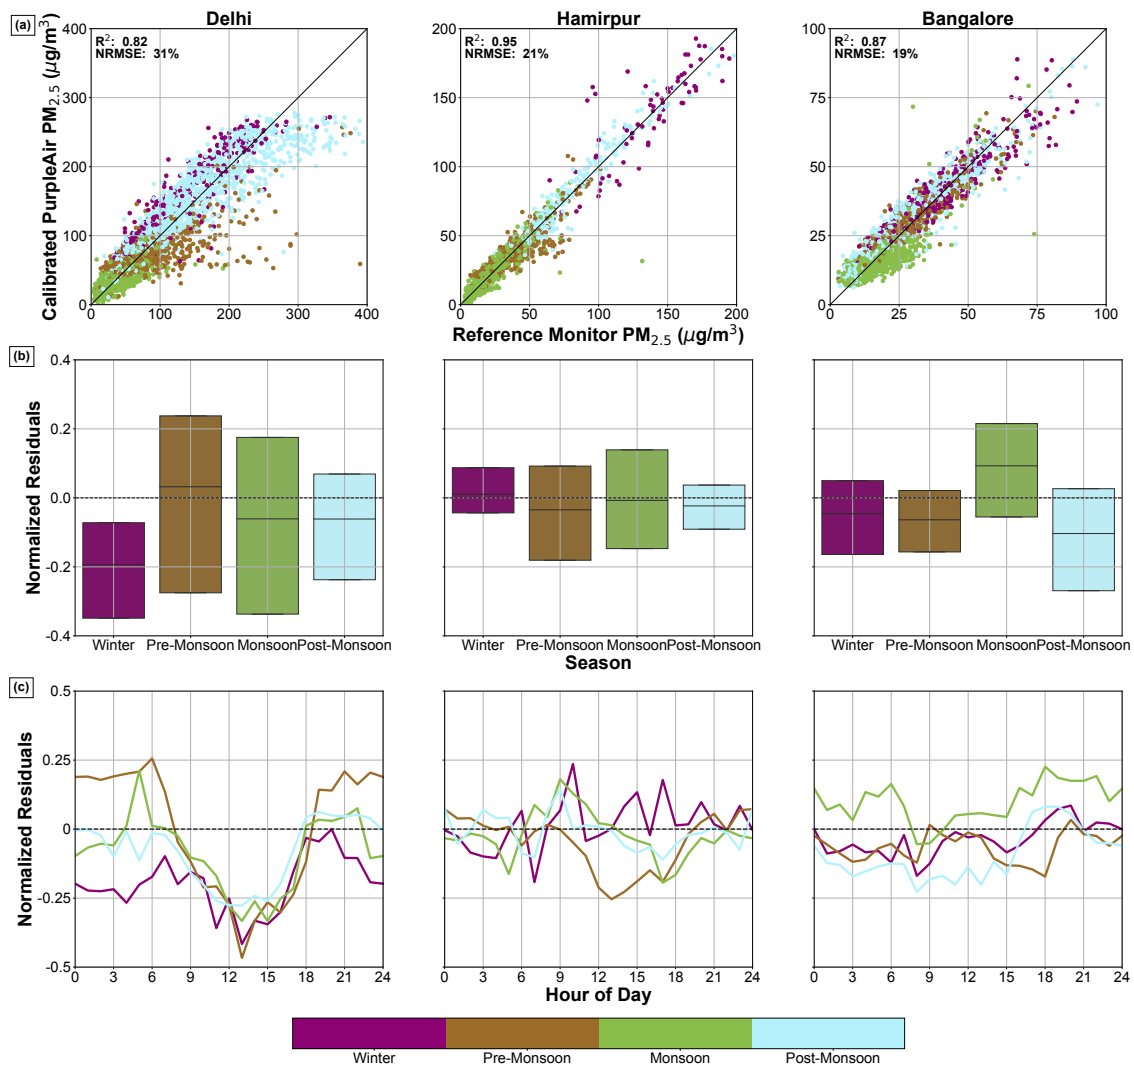 (a)
Delhi
Hamirpur
Bangalore
Calibrated PurpleAir PM2.5 (μg/m³)
400
300
200
100
0
R²: 0.82
NRMSE: 31%
0 100 200 300 400
200
150
100
50
0
R²: 0.95
NRMSE: 21%
0 50 100 150 200
100
75
50
25
0
R²: 0.87
NRMSE: 19%
0 25 50 75 100
Reference Monitor PM2.5 (μg/m³)
(b)
Normalized Residuals
0.4
0.2
0.0
-0.2
-0.4
Winter Pre-Monsoon Monsoon Post-Monsoon
Winter Pre-Monsoon Monsoon Post-Monsoon
Winter Pre-Monsoon Monsoon Post-Monsoon
Season
(c)
Normalized Residuals
0.5
0.25
0
-0.25
-0.5
0 3 6 9 12 15 18 21 24
0 3 6 9 12 15 18 21 24
0 3 6 9 12 15 18 21 24
Hour of Day
Winter Pre-Monsoon Monsoon Post-Monsoon